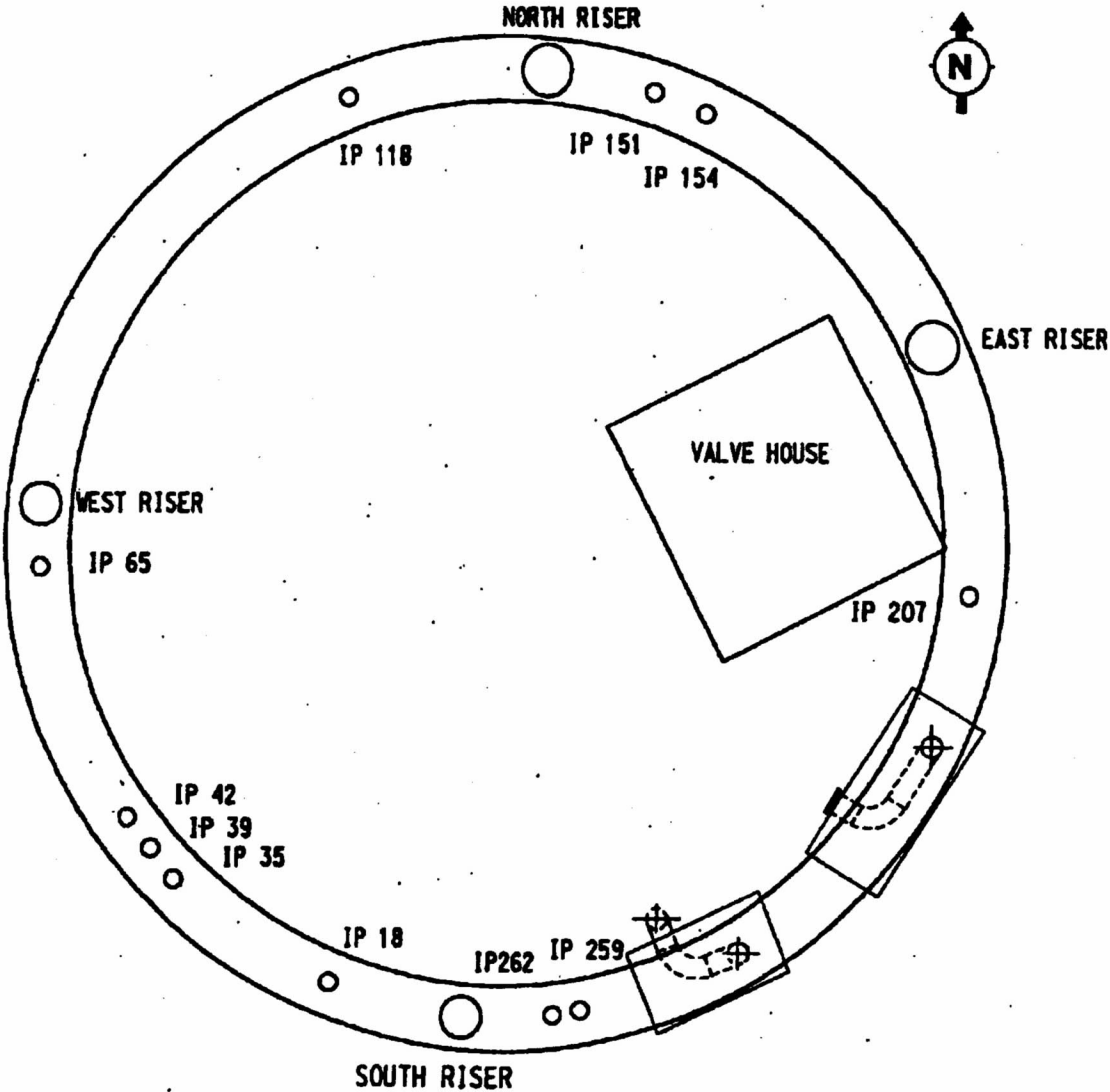 NORTH RISER
N
IP 118
IP 151
IP 154
EAST RISER
VALVE HOUSE
WEST RISER
IP 65
IP 207
IP 42
IP 39
IP 35
IP 18
IP262
IP 259
SOUTH RISER